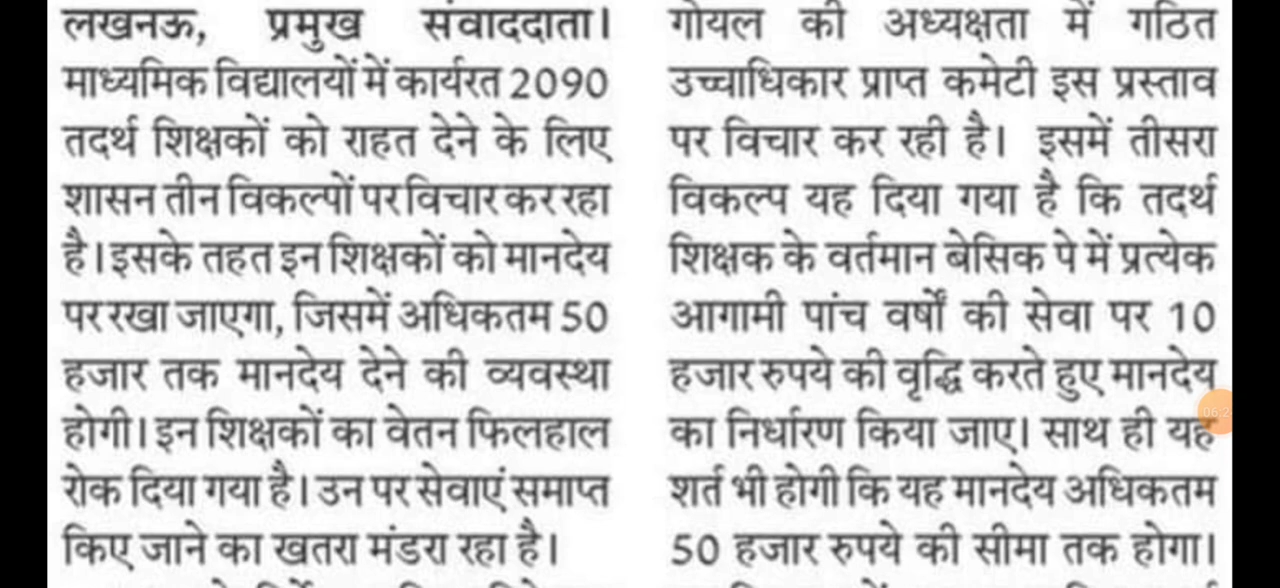 लखनऊ, प्रमुख संवाददाता।
माध्यमिक विद्यालयों में कार्यरत 2090
तदर्थ शिक्षकों को राहत देने के लिए
शासन तीन विकल्पों पर विचार कर रहा
है। इसके तहत इन शिक्षकों को मानदेय
पर रखा जाएगा, जिसमें अधिकतम 50
हजार तक मानदेय देने की व्यवस्था
होगी। इन शिक्षकों का वेतन फिलहाल
रोक दिया गया है। उन पर सेवाएं समाप्त
किए जाने का खतरा मंडरा रहा है।
गोयल की अध्यक्षता में गठित
उच्चाधिकार प्राप्त कमेटी इस प्रस्ताव
पर विचार कर रही है। इसमें तीसरा
विकल्प यह दिया गया है कि तदर्थ
शिक्षक के वर्तमान बेसिक पे में प्रत्येक
आगामी पांच वर्षों की सेवा पर 10
हजार रुपये की वृद्धि करते हुए मानदेय
का निर्धारण किया जाए। साथ ही यह
शर्त भी होगी कि यह मानदेय अधिकतम
50 हजार रुपये की सीमा तक होगा।